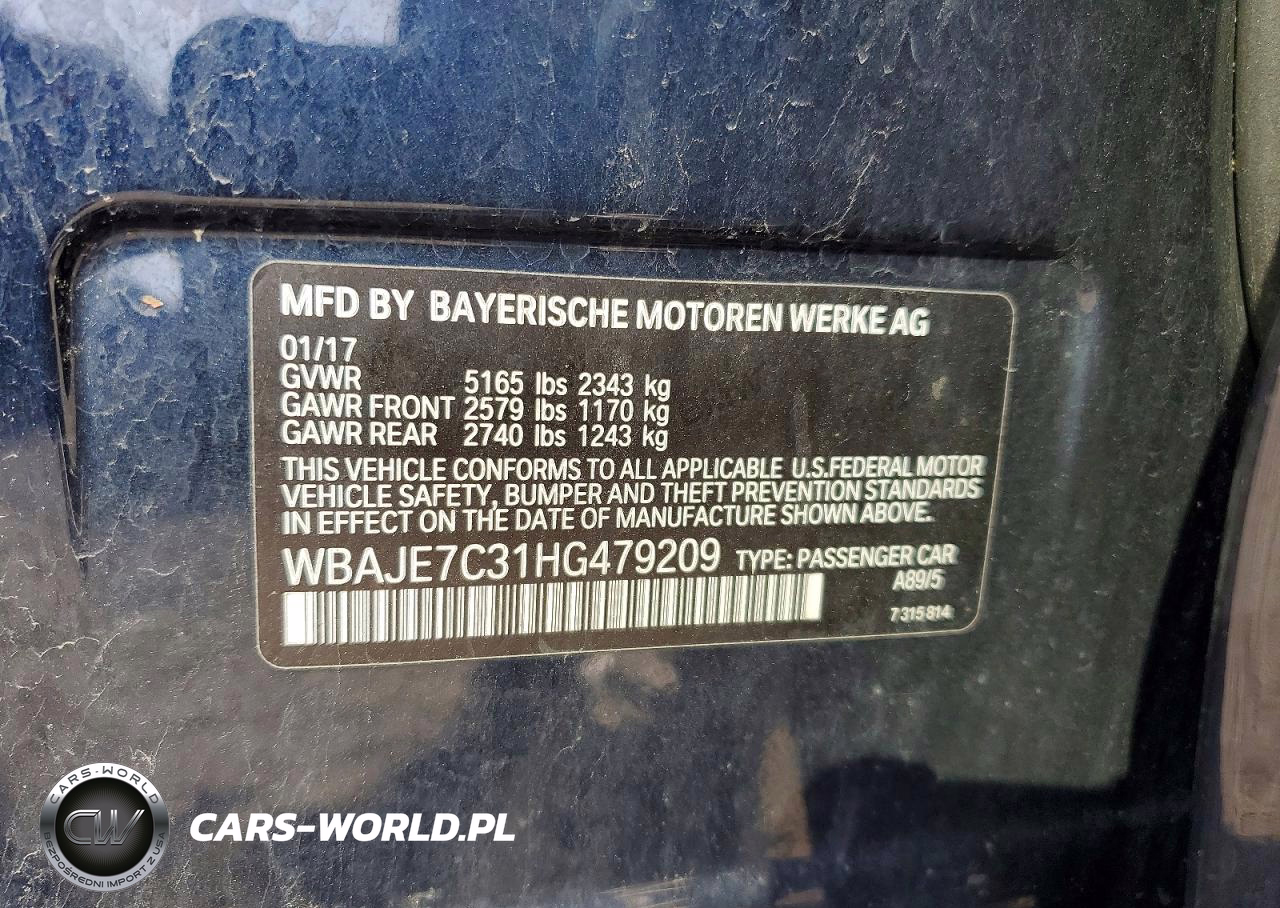 MFD BY BAYERISCHE MOTOREN WERKE AG
01/17
GVWR 5165 lbs 2343 kg
GAWR FRONT 2579 lbs 1170 kg
GAWR REAR 2740 lbs 1243 kg
THIS VEHICLE CONFORMS TO ALL APPLICABLE U.S.FEDERAL MOTOR
VEHICLE SAFETY, BUMPER AND THEFT PREVENTION STANDARDS
IN EFFECT ON THE DATE OF MANUFACTURE SHOWN ABOVE.
WBAJE7C31HG479209 TYPE: PASSENGER CAR
A89/5
7 315 814
CARS-WORLD
CW
BEZPOŚREDNI IMPORT Z USA
CARS-WORLD.PL